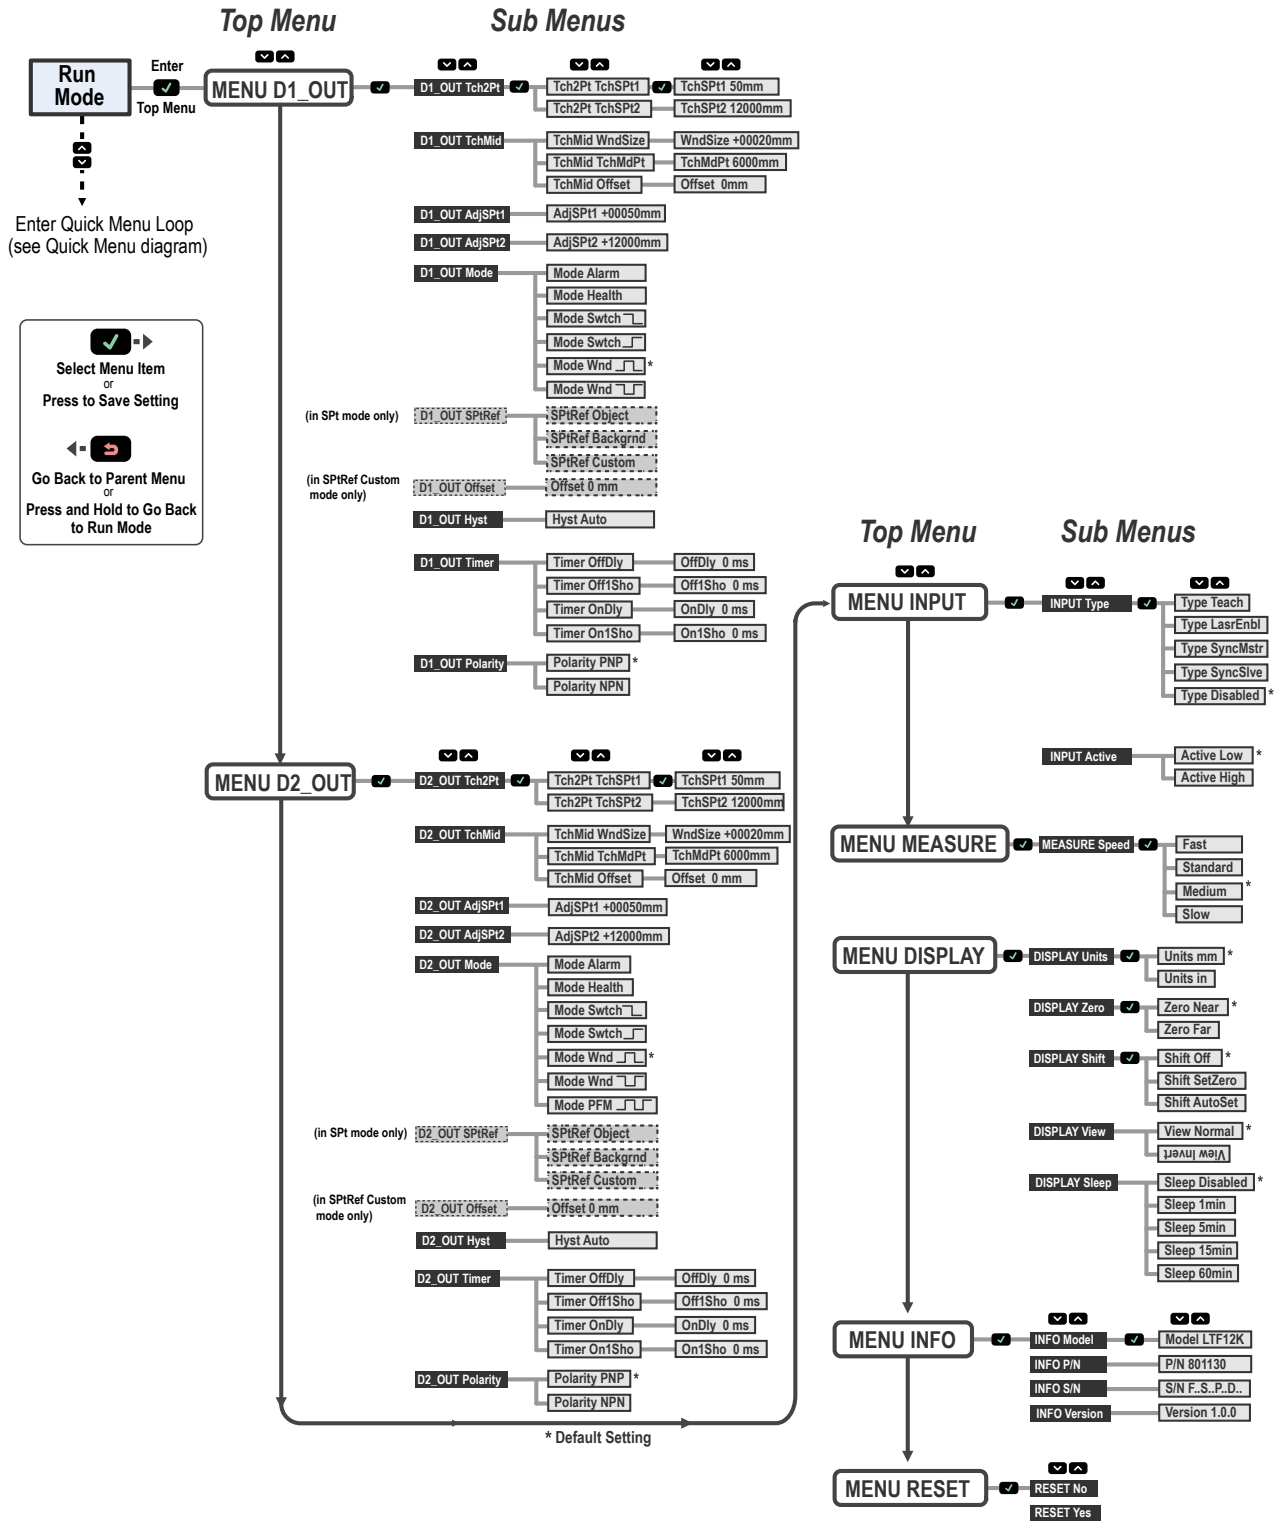 Top Menu
Sub Menus
Run
Mode
Enter
Top Menu
MENU D1_OUT
D1_OUT Tch2Pt
Tch2Pt TchSPt1
TchSPt1 50mm
Tch2Pt TchSPt2
TchSPt2 12000mm
D1_OUT TchMid
TchMid WndSize
WndSize +00020mm
TchMid TchMdPt
TchMdPt 6000mm
TchMid Offset
Offset 0mm
Enter Quick Menu Loop
(see Quick Menu diagram)
D1_OUT AdjSPt1
AdjSPt1 +00050mm
D1_OUT AdjSPt2
AdjSPt2 +12000mm
D1_OUT Mode
Mode Alarm
Mode Health
Mode Swtch
Mode Swtch
Mode Wnd *
Mode Wnd
Select Menu Item
or
Press to Save Setting
Go Back to Parent Menu
or
Press and Hold to Go Back
to Run Mode
(in SPt mode only)
D1_OUT SPtRef
SPtRef Object
SPtRef Backgrnd
SPtRef Custom
(in SPtRef Custom
mode only)
D1_OUT Offset
Offset 0 mm
D1_OUT Hyst
Hyst Auto
D1_OUT Timer
Timer OffDly
OffDly 0 ms
Timer Off1Sho
Off1Sho 0 ms
Timer OnDly
OnDly 0 ms
Timer On1Sho
On1Sho 0 ms
D1_OUT Polarity
Polarity PNP *
Polarity NPN
MENU D2_OUT
D2_OUT Tch2Pt
Tch2Pt TchSPt1
TchSPt1 50mm
Tch2Pt TchSPt2
TchSPt2 12000mm
D2_OUT TchMid
TchMid WndSize
WndSize +00020mm
TchMid TchMdPt
TchMdPt 6000mm
TchMid Offset
Offset 0 mm
D2_OUT AdjSPt1
AdjSPt1 +00050mm
D2_OUT AdjSPt2
AdjSPt2 +12000mm
D2_OUT Mode
Mode Alarm
Mode Health
Mode Swtch
Mode Swtch
Mode Wnd *
Mode Wnd
Mode PFM
(in SPt mode only)
D2_OUT SPtRef
SPtRef Object
SPtRef Backgrnd
SPtRef Custom
(in SPtRef Custom
mode only)
D2_OUT Offset
Offset 0 mm
D2_OUT Hyst
Hyst Auto
D2_OUT Timer
Timer OffDly
OffDly 0 ms
Timer Off1Sho
Off1Sho 0 ms
Timer OnDly
OnDly 0 ms
Timer On1Sho
On1Sho 0 ms
D2_OUT Polarity
Polarity PNP *
Polarity NPN
* Default Setting
Top Menu
Sub Menus
MENU INPUT
INPUT Type
Type Teach
Type LasrEnbl
Type SyncMstr
Type SyncSlve
Type Disabled *
INPUT Active
Active Low *
Active High
MENU MEASURE
MEASURE Speed
Fast
Standard
Medium *
Slow
MENU DISPLAY
DISPLAY Units
Units mm *
Units in
DISPLAY Zero
Zero Near *
Zero Far
DISPLAY Shift
Shift Off *
Shift SetZero
Shift AutoSet
DISPLAY View
View Normal *
View Invert
DISPLAY Sleep
Sleep Disabled *
Sleep 1min
Sleep 5min
Sleep 15min
Sleep 60min
MENU INFO
INFO Model
Model LTF12K
INFO P/N
P/N 801130
INFO S/N
S/N F..S..P..D..
INFO Version
Version 1.0.0
MENU RESET
RESET No
RESET Yes